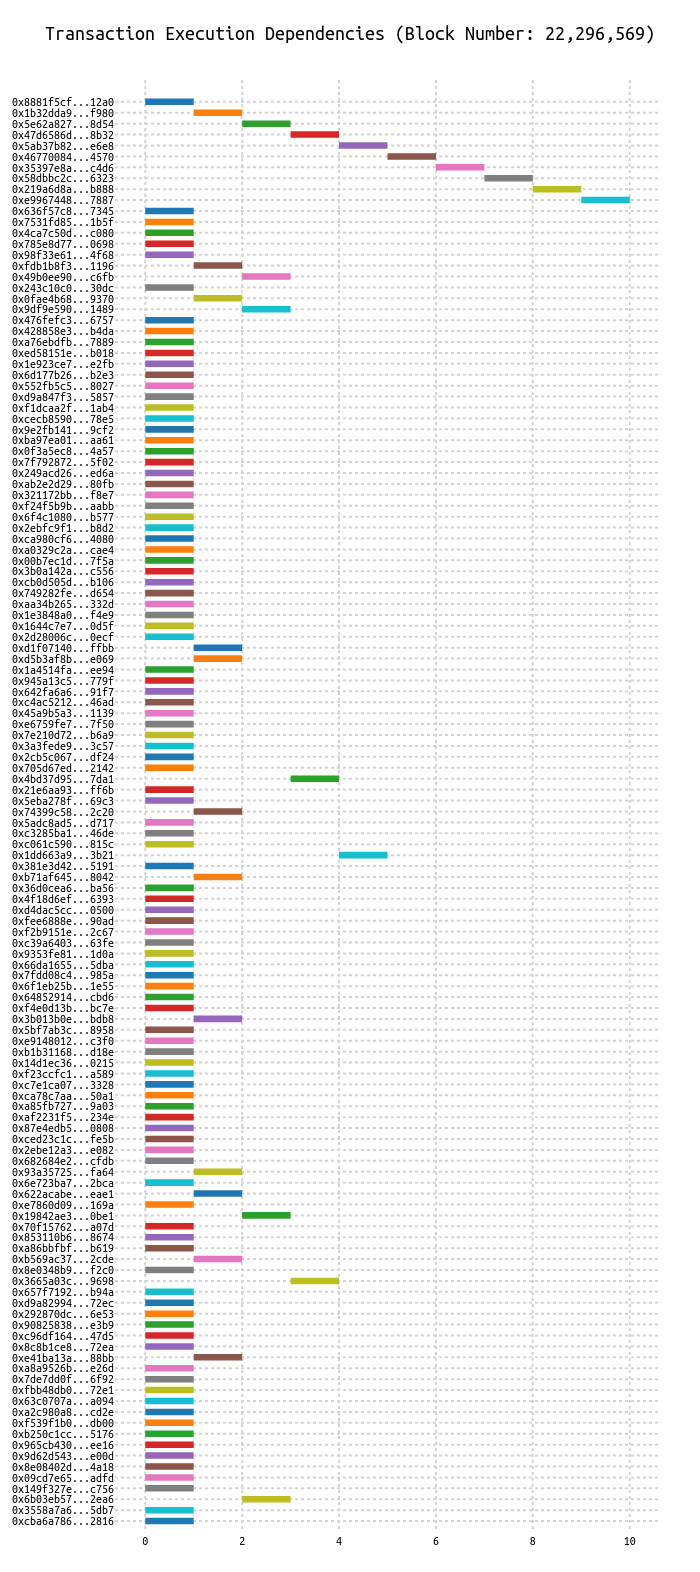 Transaction Execution Dependencies (Block Number: 22,296,569)
0x8881f5cf...12a0
0x1b32dda9...f980
0x5e62a827...8d54
0x47d6586d...8b32
0x5ab37b82...e6e8
0x46770084...4570
0x35397e8a...c4d6
0x58dbbc2c...6323
0x219a6d8a...b888
0xe9967448...7887
0x636f57c8...7345
0x7531fd85...1b5f
0x4ca7c50d...c080
0x785e8d77...0698
0x98f33e61...4f68
0xfdb1b8f3...1196
0x49b0ee90...c6fb
0x243c10c0...30dc
0x0fae4b68...9370
0x9df9e590...1489
0x476fefc3...6757
0x428858e3...b4da
0xa76ebdfb...7889
0xed58151e...b018
0x1e923ce7...e2fb
0x6d177b26...b2e3
0x552fb5c5...8027
0xd9a847f3...5857
0xf1dcaa2f...1ab4
0xcecb8590...78e5
0x9e2fb141...9cf2
0xba97ea01...aa61
0x0f3a5ec8...4a57
0x7f792872...5f02
0x249acd26...ed6a
0xab2e2d29...80fb
0x321172bb...f8e7
0xf24f5b9b...aabb
0x6f4c1080...b577
0x2ebfc9f1...b8d2
0xca980cf6...4080
0xa0329c2a...cae4
0x00b7ec1d...7f5a
0x3b0a142a...c556
0xcb0d505d...b106
0x749282fe...d654
0xaa34b265...332d
0x1e3848a0...f4e9
0x1644c7e7...0d5f
0x2d28006c...0ecf
0xd1f07140...ffbb
0xd5b3af8b...e069
0x1a4514fa...ee94
0x945a13c5...779f
0x642fa6a6...91f7
0xc4ac5212...46ad
0x45a9b5a3...1139
0xe6759fe7...7f50
0x7e210d72...b6a9
0x3a3fede9...3c57
0x2cb5c067...df24
0x705d67ed...2142
0x4bd37d95...7da1
0x21e6aa93...ff6b
0x5eba278f...69c3
0x74399c58...2c20
0x5adc8ad5...d717
0xc3285ba1...46de
0xc061c590...815c
0x1dd663a9...3b21
0x381e3d42...5191
0xb71af645...8042
0x36d0cea6...ba56
0x4f18d6ef...6393
0xd4dac5cc...0500
0xfee6888e...90ad
0xf2b9151e...2c67
0xc39a6403...63fe
0x9353fe81...1d0a
0x66da1655...5dba
0x7fdd08c4...985a
0x6f1eb25b...1e55
0x64852914...cbd6
0xf4e0d13b...bc7e
0x3b013b0e...bdb8
0x5bf7ab3c...8958
0xe9148012...c3f0
0xb1b31168...d18e
0x14d1ec36...0215
0xf23ccfc1...a589
0xc7e1ca07...3328
0xca78c7aa...50a1
0xa85fb727...9a03
0xaf2231f5...234e
0x87e4edb5...0808
0xced23c1c...fe5b
0x2ebe12a3...e082
0x682684e2...cfdb
0x93a35725...fa64
0x6e723ba7...2bca
0x622acabe...eae1
0xe7860d09...169a
0x19842ae3...0be1
0x70f15762...a07d
0x853110b6...8674
0xa86bbfbf...b619
0xb569ac37...2cde
0x8e0348b9...f2c0
0x3665a03c...9698
0x657f7192...b94a
0xd9a82994...72ec
0x292870dc...6e53
0x90825838...e3b9
0xc96df164...47d5
0x8c8b1ce8...72ea
0xe41ba13a...88bb
0xa8a9526b...e26d
0x7de7dd0f...6f92
0xfbb48db0...72e1
0x63c0707a...a094
0xa2c980a8...cd2e
0xf539f1b0...db00
0xb250c1cc...5176
0x965cb430...ee16
0x9d62d543...e00d
0x8e08402d...4a18
0x09cd7e65...adfd
0x149f327e...c756
0x6b03eb57...2ea6
0x3558a7a6...5db7
0xcba6a786...2816
0 2 4 6 8 10